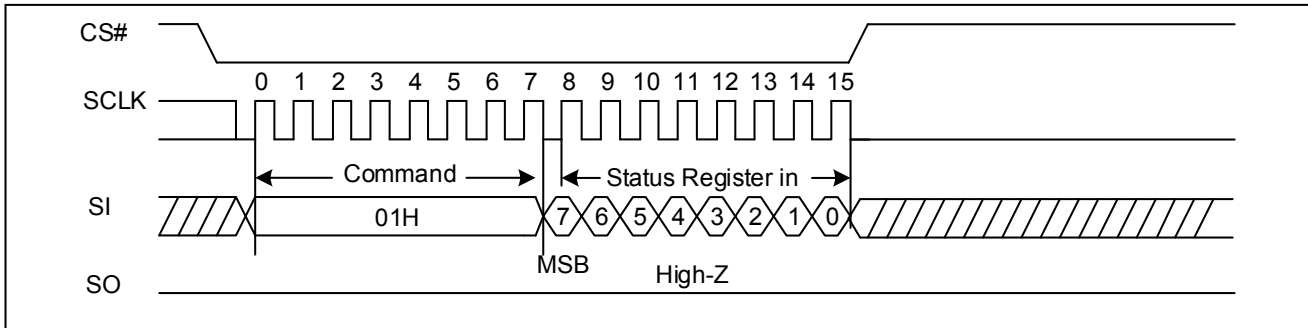 CS#
0 1 2 3 4 5 6 7 8 9 10 11 12 13 14 15
SCLK
Command Status Register in
SI 01H 7 6 5 4 3 2 1 0
MSB High-Z
SO